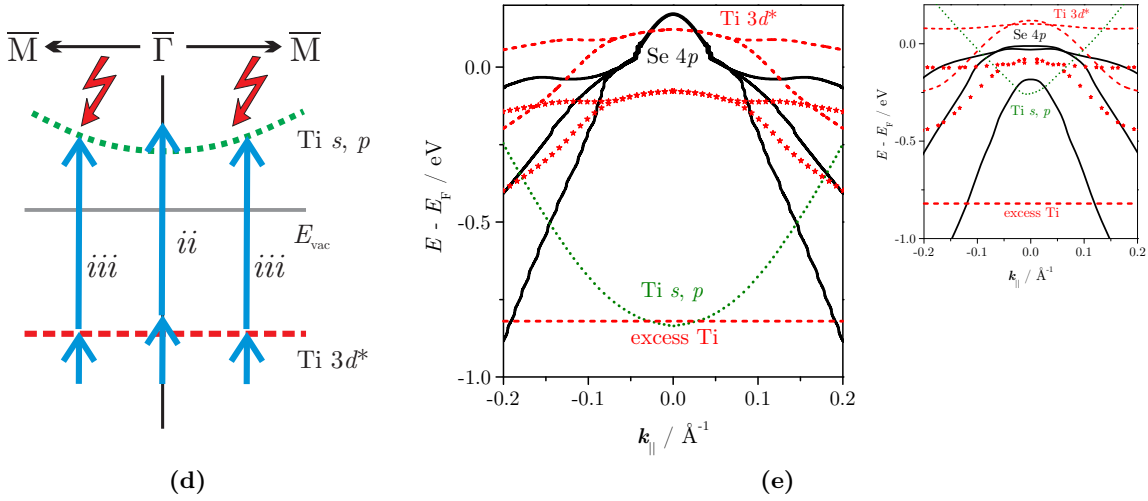 M Γ M
Ti s, p
E_vac
iii ii iii
Ti 3d*
(d)
Ti 3d*
Se 4p
0.0
-0.5
-1.0
E - E_F / eV
Ti s, p
excess Ti
-0.2 -0.1 0.0 0.1 0.2
k_|| / Å^-1
(e)
Ti 3d*
Se 4p
0.0
-0.5
-1.0
E - E_F / eV
Ti s, p
excess Ti
-0.2 -0.1 0.0 0.1 0.2
k_|| / Å^-1